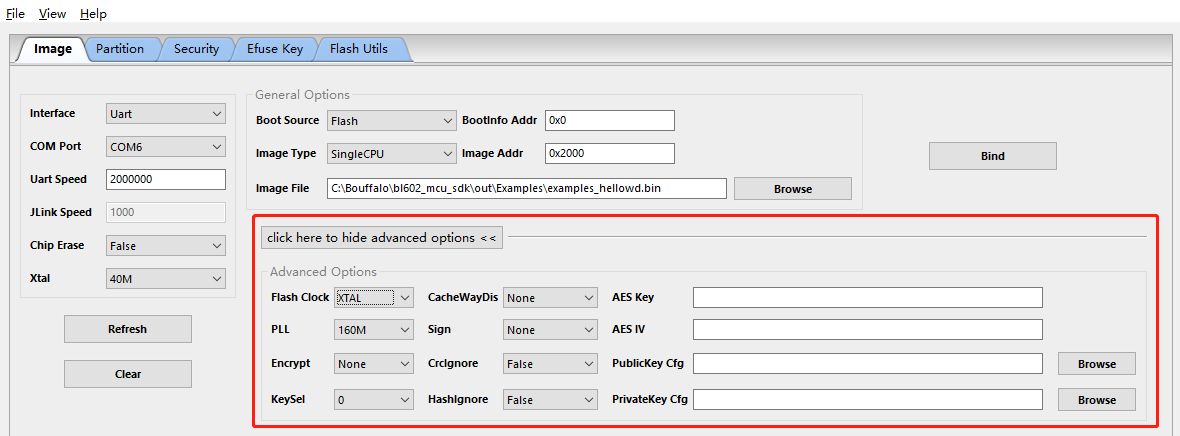 File View Help
Image Partition Security Efuse Key Flash Utils
Interface Uart
COM Port COM6
Uart Speed 2000000
JLink Speed 1000
Chip Erase False
Xtal 40M
Refresh
Clear
General Options
Boot Source Flash BootInfo Addr 0x0
Image Type SingleCPU Image Addr 0x2000
Image File C:\Bouffalo\bl602_mcu_sdk\out\Examples\examples_hellowd.bin Browse
Bind
click here to hide advanced options <<
Advanced Options
Flash Clock XTAL CacheWayDis None AES Key
PLL 160M Sign None AES IV
Encrypt None CrcIgnore False PublicKey Cfg Browse
KeySel 0 HashIgnore False PrivateKey Cfg Browse